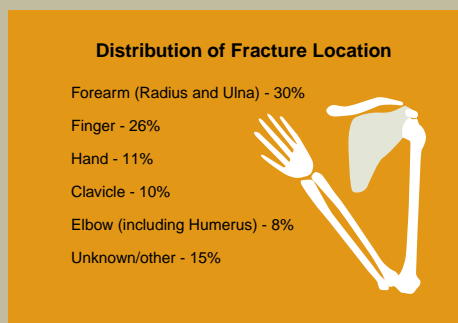 Distribution of Fracture Location
Forearm (Radius and Ulna) - 30%
Finger - 26%
Hand - 11%
Clavicle - 10%
Elbow (including Humerus) - 8%
Unknown/other - 15%